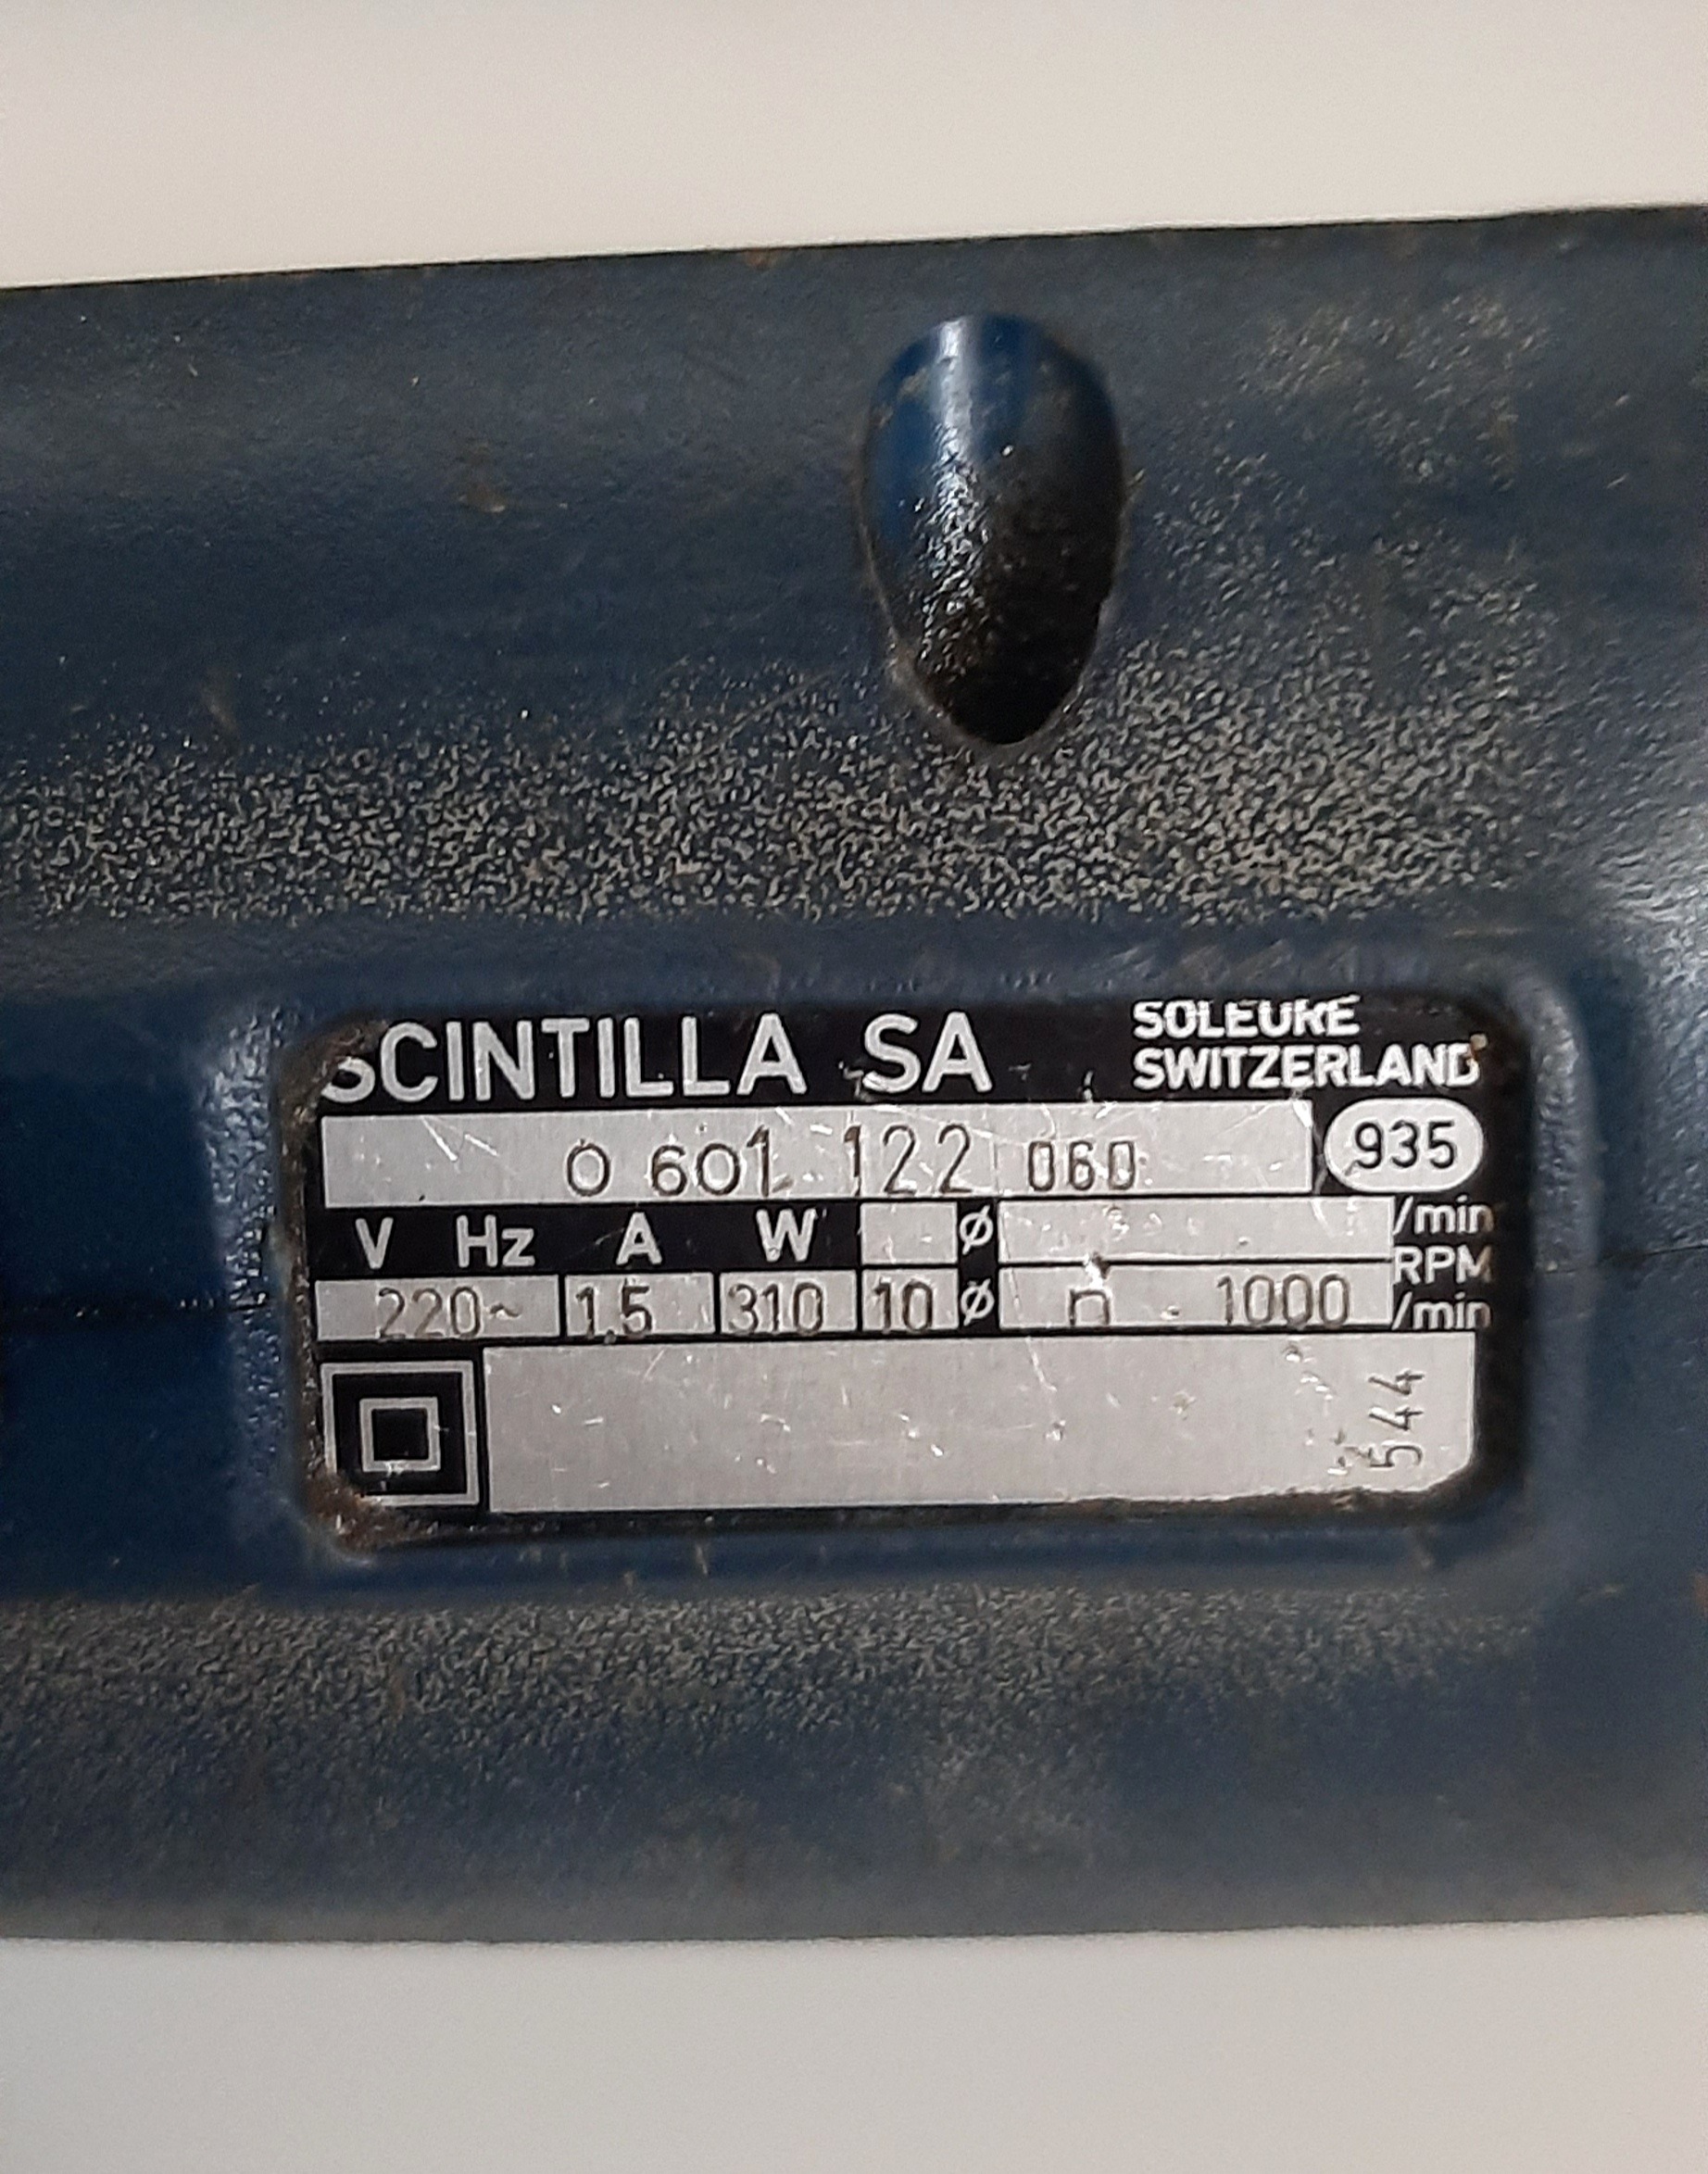 SCINTILLA SA
SOLEURE
SWITZERLAND
0 601 122 060
935
V Hz A W Ø /min
RPM
220~ 1,5 310 10 Ø 1000 /min
544